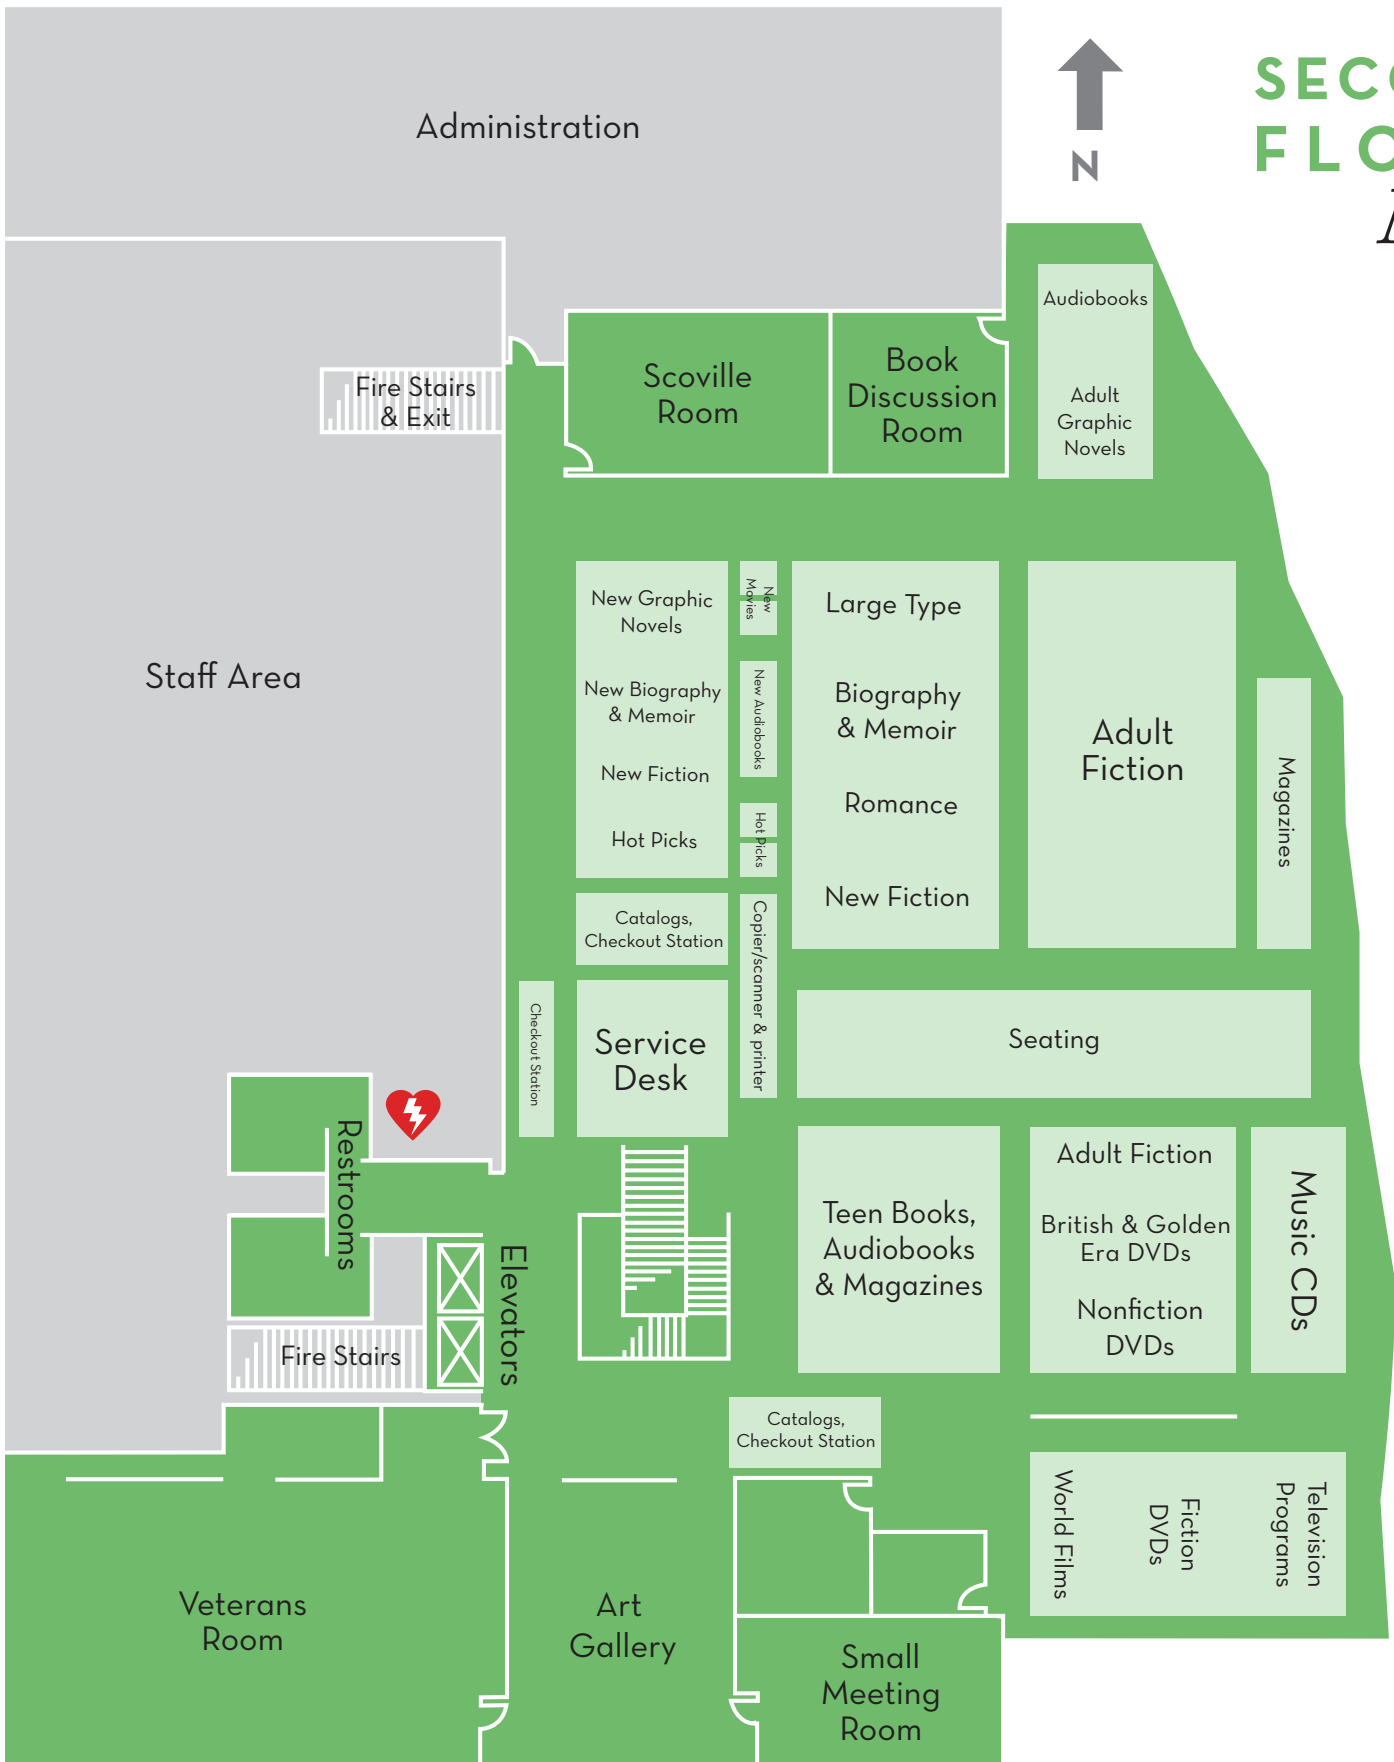 SECO
FLO
N
Administration
Audiobooks
Adult
Graphic
Novels
Scoville
Room
Book
Discussion
Room
Fire Stairs
& Exit
Staff Area
New Graphic
Novels
New Biography
& Memoir
New Fiction
Hot Picks
New
Movies
New Audiobooks
Hot Picks
Large Type
Biography
& Memoir
Romance
New Fiction
Adult
Fiction
Magazines
Catalogs,
Checkout Station
Copier/scanner & printer
Checkout Station
Service
Desk
Seating
Restrooms
Elevators
Fire Stairs
Teen Books,
Audiobooks
& Magazines
Adult Fiction
British & Golden
Era DVDs
Nonfiction
DVDs
Music CDs
Catalogs,
Checkout Station
World Films
Fiction
DVDs
Television
Programs
Veterans
Room
Art
Gallery
Small
Meeting
Room